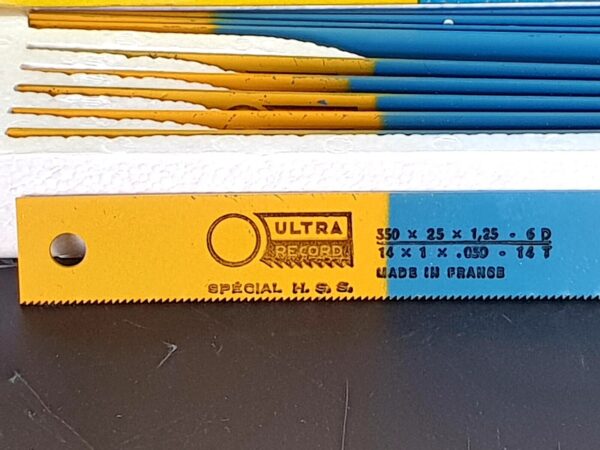 ULTRA
RECORD
SPÉCIAL H.S.S.
350 × 25 × 1,25 - 6 D
14 × 1 × .050 - 14 T
MADE IN FRANCE